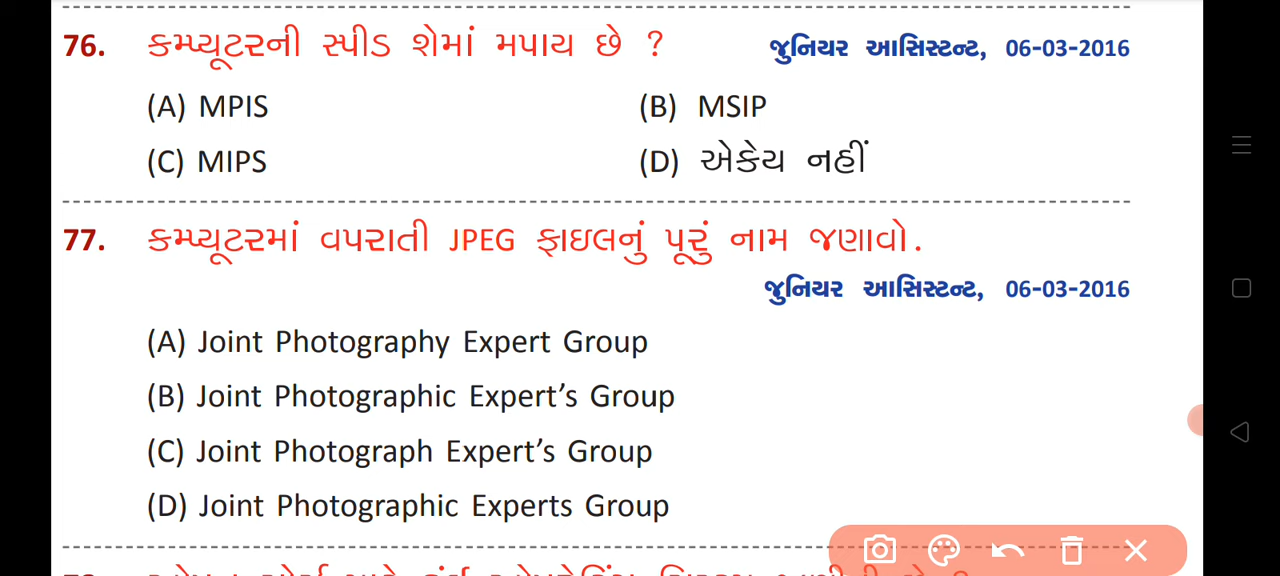 76. કમ્પ્યૂટરની સ્પીડ શેમાં મપાય છે ? જુનિયર આસિસ્ટન્ટ, 06-03-2016
(A) MPIS (B) MSIP
(C) MIPS (D) એકેય નહીં
77. કમ્પ્યૂટરમાં વપરાતી JPEG ફાઇલનું પૂરું નામ જણાવો.
જુનિયર આસિસ્ટન્ટ, 06-03-2016
(A) Joint Photography Expert Group
(B) Joint Photographic Expert’s Group
(C) Joint Photograph Expert’s Group
(D) Joint Photographic Experts Group